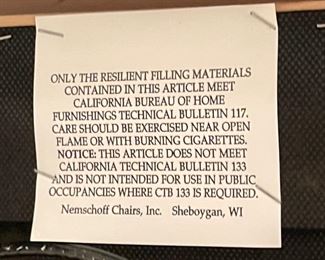 ONLY THE RESILIENT FILLING MATERIALS
CONTAINED IN THIS ARTICLE MEET
CALIFORNIA BUREAU OF HOME
FURNISHINGS TECHNICAL BULLETIN 117.
CARE SHOULD BE EXERCISED NEAR OPEN
FLAME OR WITH BURNING CIGARETTES.
NOTICE: THIS ARTICLE DOES NOT MEET
CALIFORNIA TECHNICAL BULLETIN 133
AND IS NOT INTENDED FOR USE IN PUBLIC
OCCUPANCIES WHERE CTB 133 IS REQUIRED.
Nemschoff Chairs, Inc. Sheboygan, WI